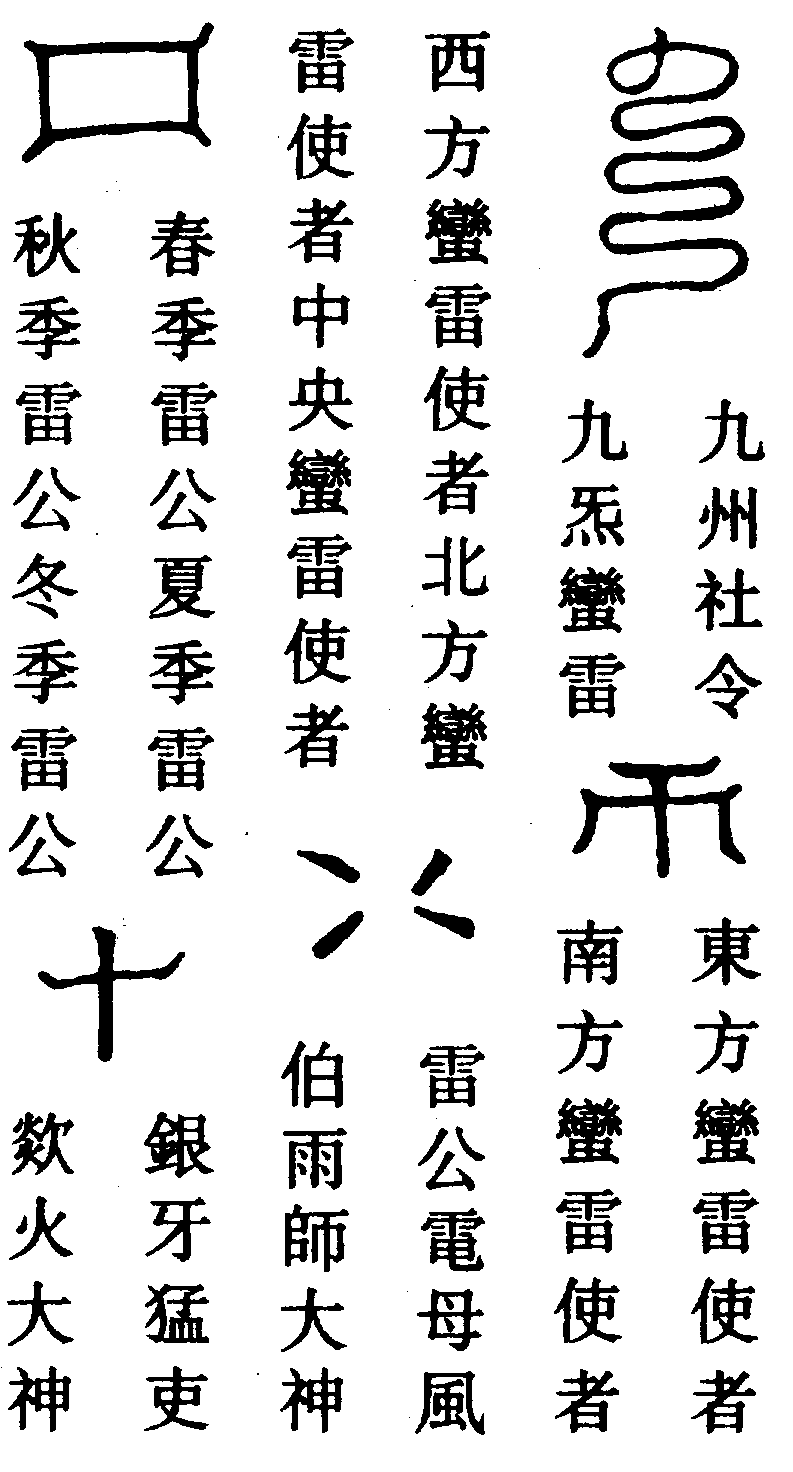 九州社令
九炁蠻雷
東方蠻雷使者
南方蠻雷使者
西方蠻雷使者北方蠻
雷使者中央蠻雷使者
雷公電母風
伯雨師大神
春季雷公夏季雷公
秋季雷公冬季雷公
銀牙猛吏
欻火大神